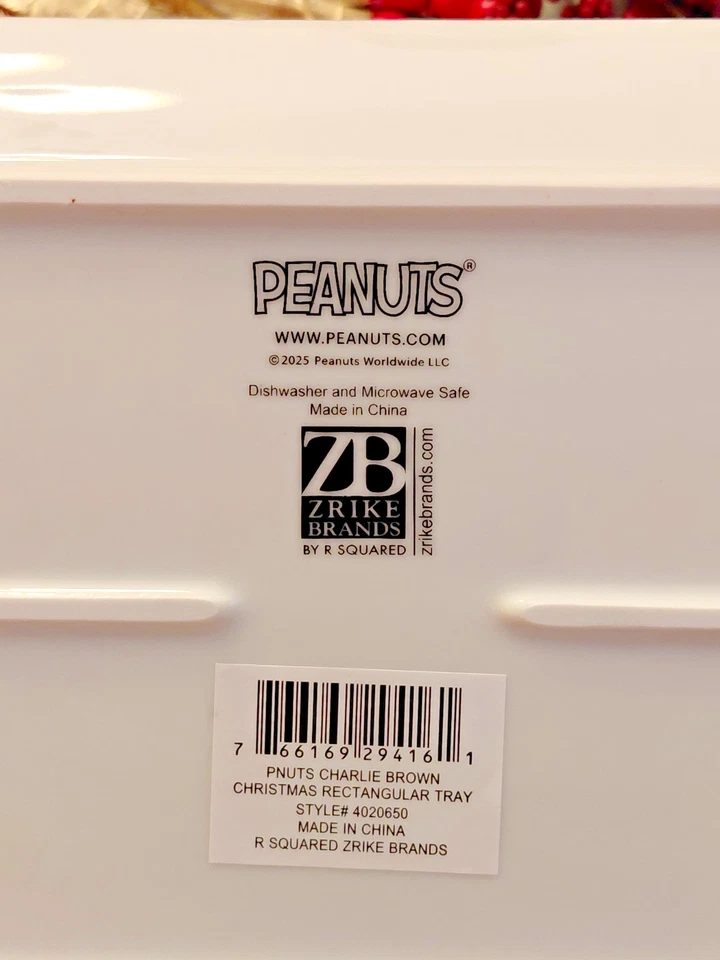 PEANUTS®
WWW.PEANUTS.COM
©2025 Peanuts Worldwide LLC
Dishwasher and Microwave Safe
Made in China
ZB
ZRIKE
BRANDS
BY R SQUARED
zrikebrands.com
7 66169 29416 1
PNUTS CHARLIE BROWN
CHRISTMAS RECTANGULAR TRAY
STYLE# 4020650
MADE IN CHINA
R SQUARED ZRIKE BRANDS